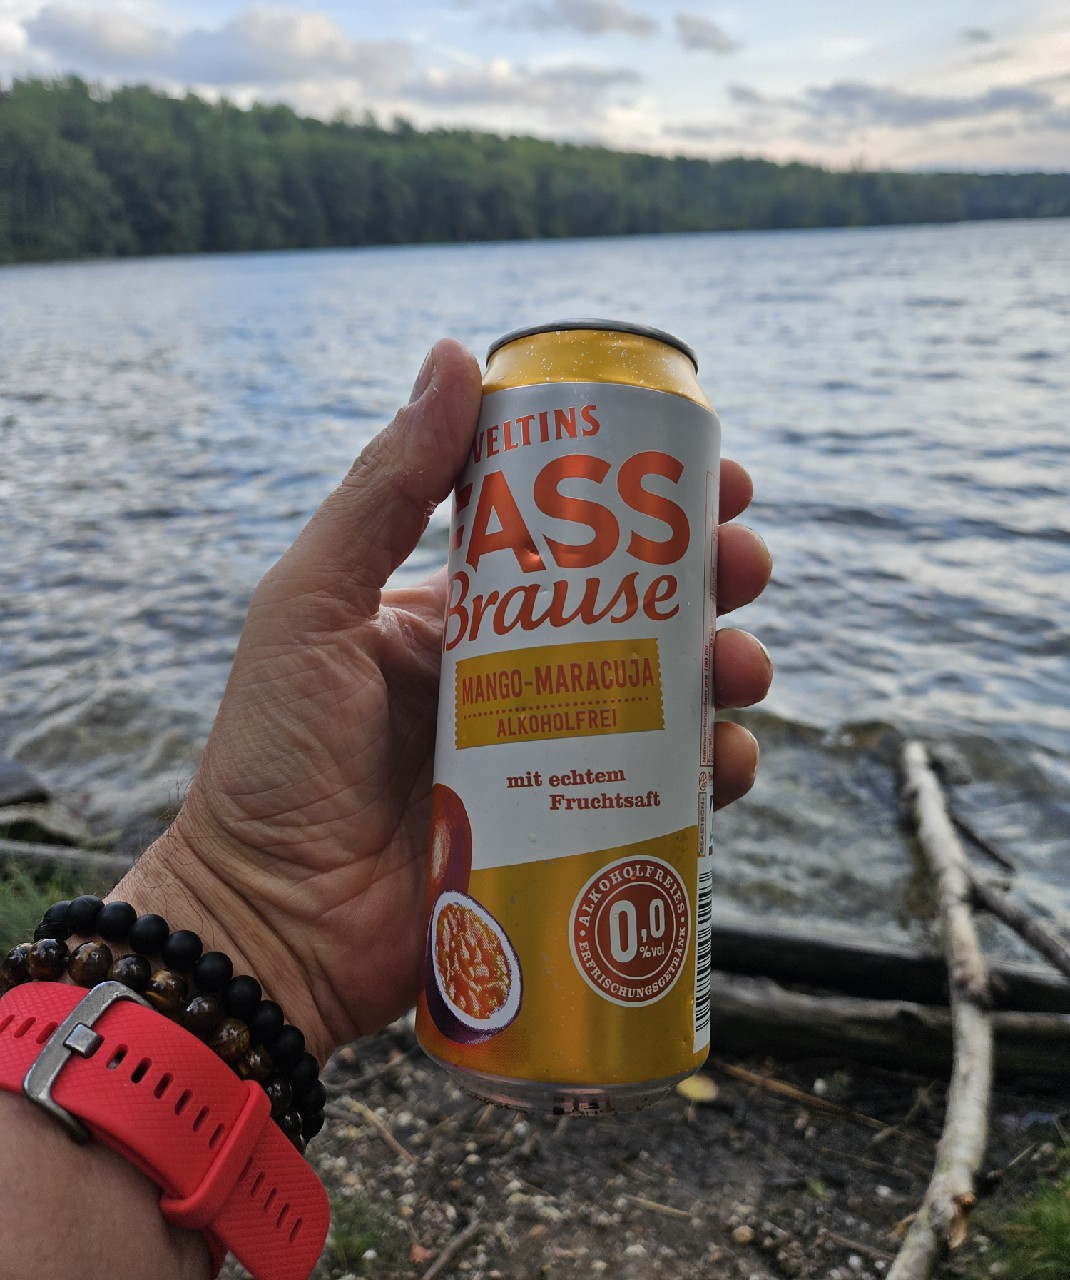 VELTINS
FASS
Brause
MANGO-MARACUJA
ALKOHOLFREI
mit echtem
Fruchtsaft
ALKOHOLFREIES
0,0
%vol
ERFRISCHUNGSGETRÄNK